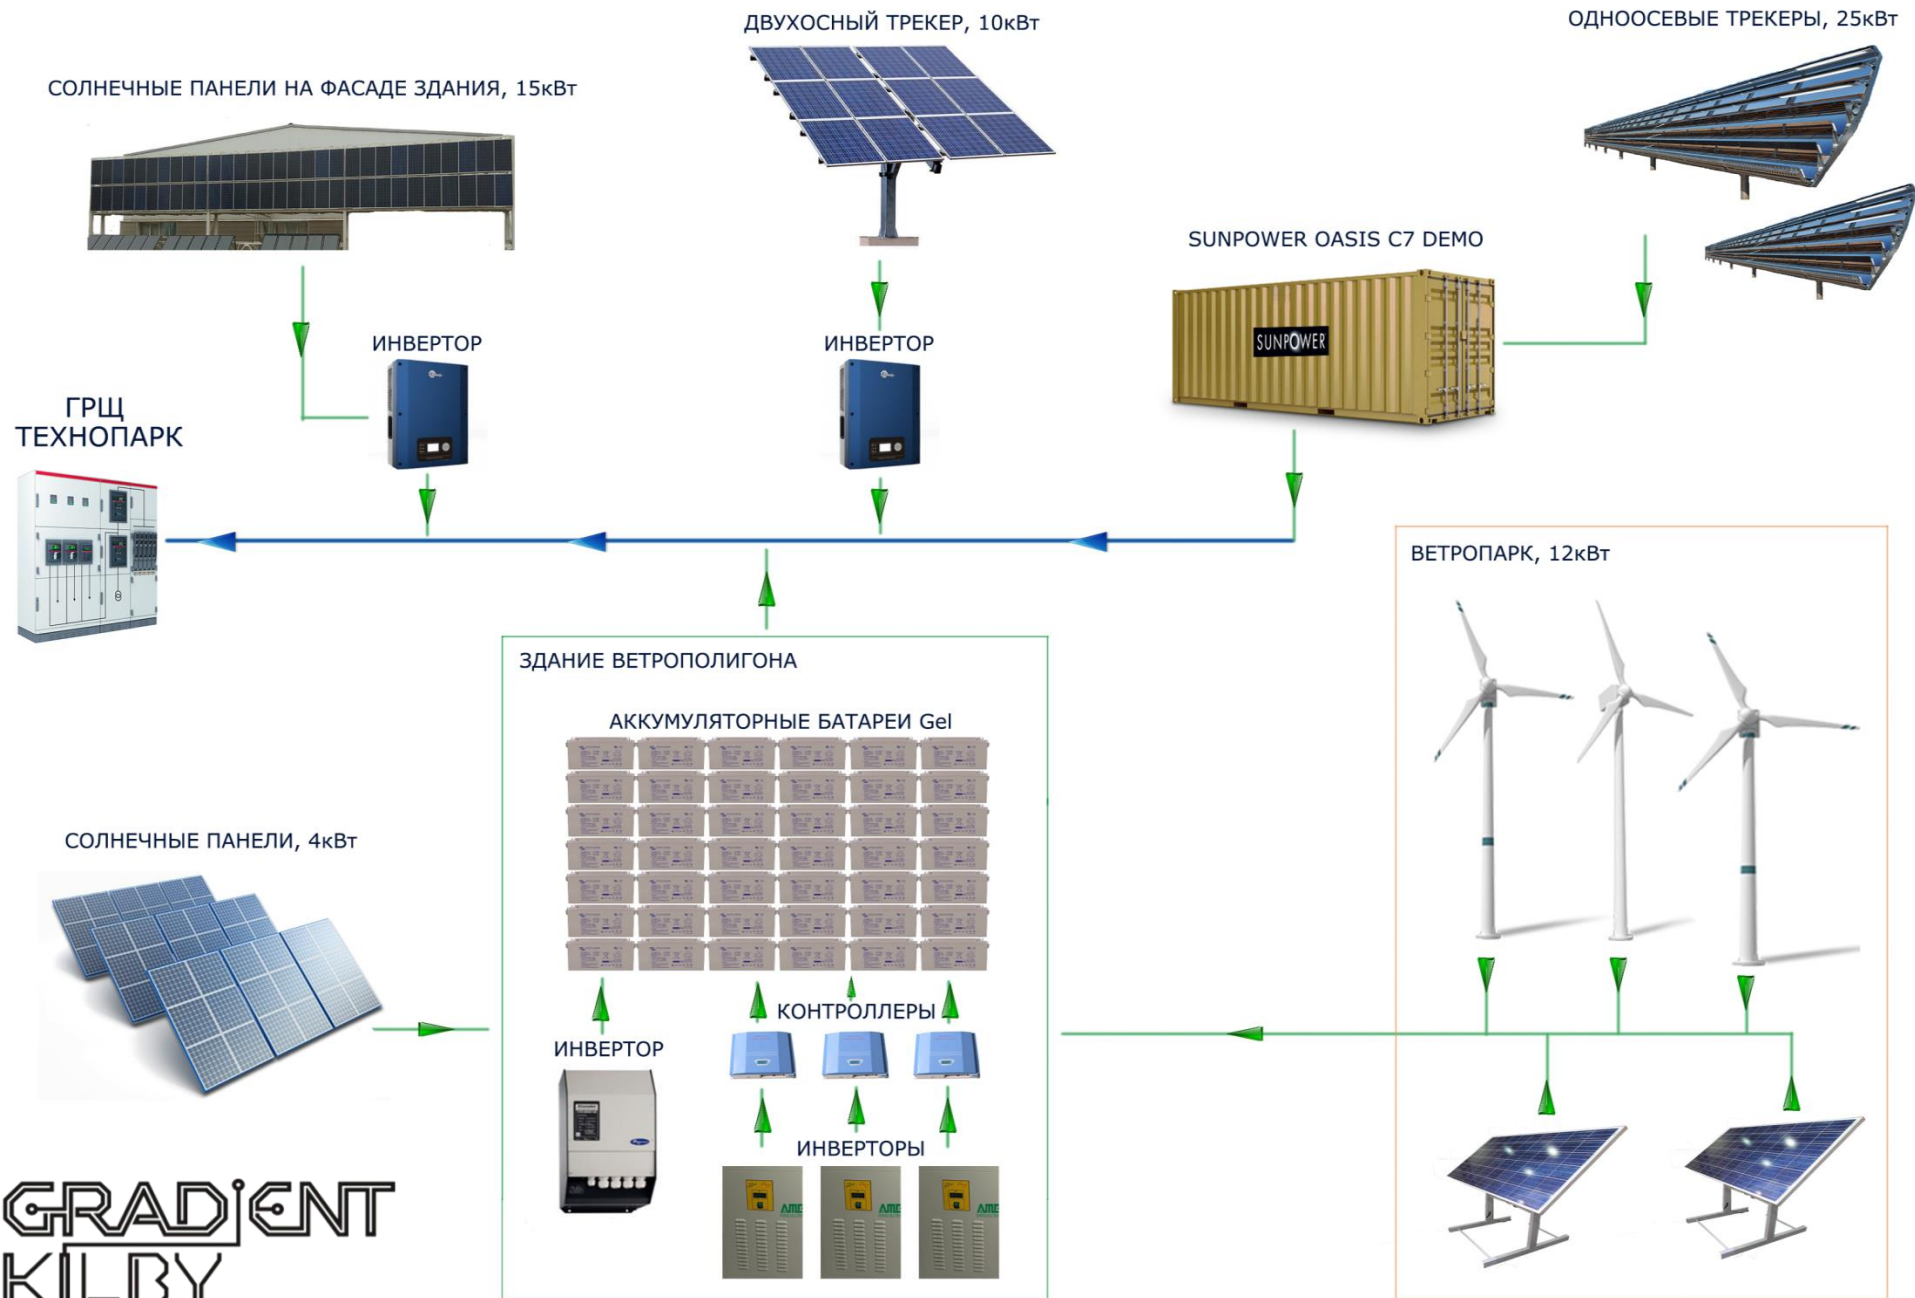 ДВУХОСНЫЙ ТРЕКЕР, 10кВт
ОДНООСЕВЫЕ ТРЕКЕРЫ, 25кВт
СОЛНЕЧНЫЕ ПАНЕЛИ НА ФАСАДЕ ЗДАНИЯ, 15кВт
SUNPOWER OASIS C7 DEMO
SUNPOWER
ИНВЕРТОР
ИНВЕРТОР
ГРЩ
ТЕХНОПАРК
ВЕТРОПАРК, 12кВт
ЗДАНИЕ ВЕТРОПОЛИГОНА
АККУМУЛЯТОРНЫЕ БАТАРЕИ Gel
СОЛНЕЧНЫЕ ПАНЕЛИ, 4кВт
КОНТРОЛЛЕРЫ
ИНВЕРТОР
ИНВЕРТОРЫ
GRADiENT
KILBY